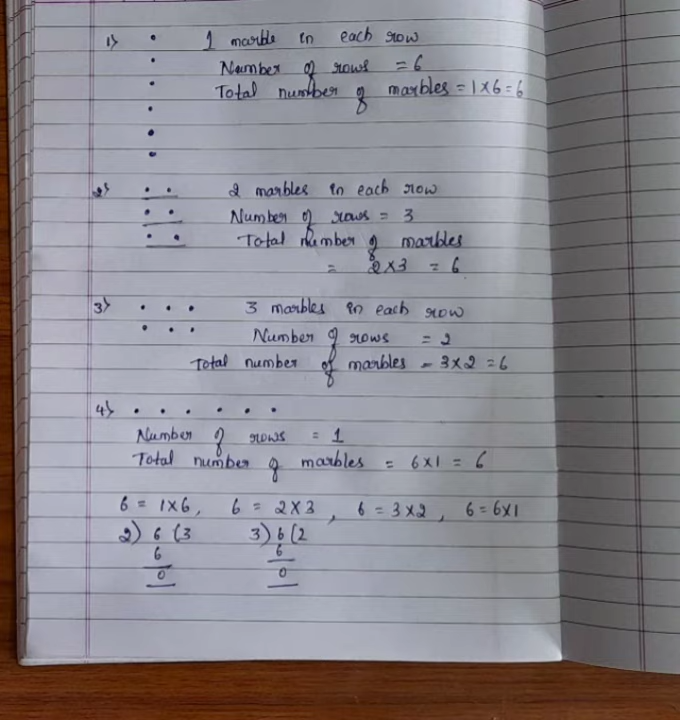 1) 1 marble in each row
Number of rows = 6
Total number of marbles = 1 x 6 = 6
2) 2 marbles in each row
Number of rows = 3
Total number of marbles
= 2 x 3 = 6
3) 3 marbles in each row
Number of rows = 2
Total number of marbles = 3 x 2 = 6
4)
Number of rows = 1
Total number of marbles = 6 x 1 = 6
6 = 1 x 6, 6 = 2 x 3, 6 = 3 x 2, 6 = 6 x 1
2) 6 (3 3) 6 (2
6 6
0 0